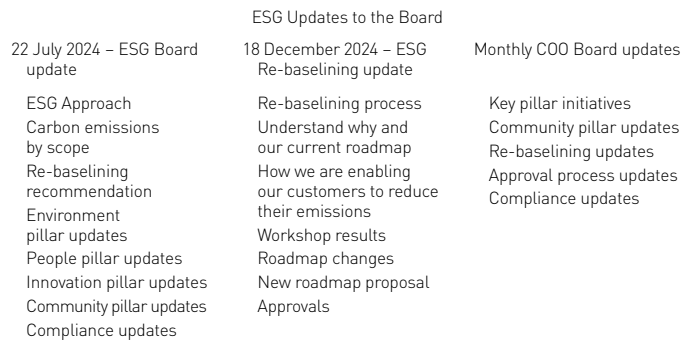 ESG Updates to the Board
22 July 2024 – ESG Board
update
ESG Approach
Carbon emissions
by scope
Re-baselining
recommendation
Environment
pillar updates
People pillar updates
Innovation pillar updates
Community pillar updates
Compliance updates
18 December 2024 – ESG
Re-baselining update
Re-baselining process
Understand why and
our current roadmap
How we are enabling
our customers to reduce
their emissions
Workshop results
Roadmap changes
New roadmap proposal
Approvals
Monthly COO Board updates
Key pillar initiatives
Community pillar updates
Re-baselining updates
Approval process updates
Compliance updates